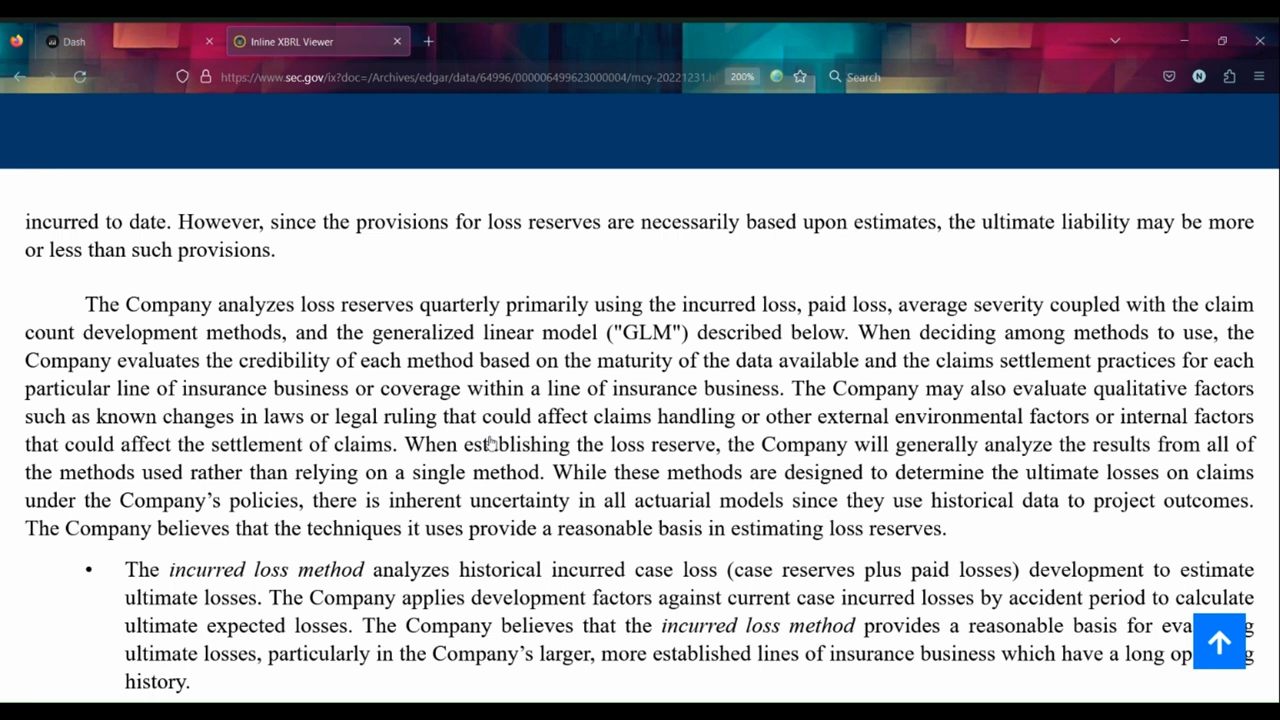 Dash
Inline XBRL Viewer
https://www.sec.gov/ix?doc=/Archives/edgar/data/64996/000006499623000004/mcy-20221231.h
200%
Search
N
incurred to date. However, since the provisions for loss reserves are necessarily based upon estimates, the ultimate liability may be more
or less than such provisions.
The Company analyzes loss reserves quarterly primarily using the incurred loss, paid loss, average severity coupled with the claim
count development methods, and the generalized linear model ("GLM") described below. When deciding among methods to use, the
Company evaluates the credibility of each method based on the maturity of the data available and the claims settlement practices for each
particular line of insurance business or coverage within a line of insurance business. The Company may also evaluate qualitative factors
such as known changes in laws or legal ruling that could affect claims handling or other external environmental factors or internal factors
that could affect the settlement of claims. When establishing the loss reserve, the Company will generally analyze the results from all of
the methods used rather than relying on a single method. While these methods are designed to determine the ultimate losses on claims
under the Company’s policies, there is inherent uncertainty in all actuarial models since they use historical data to project outcomes.
The Company believes that the techniques it uses provide a reasonable basis in estimating loss reserves.
• The incurred loss method analyzes historical incurred case loss (case reserves plus paid losses) development to estimate
ultimate losses. The Company applies development factors against current case incurred losses by accident period to calculate
ultimate expected losses. The Company believes that the incurred loss method provides a reasonable basis for
ultimate losses, particularly in the Company’s larger, more established lines of insurance business which have a long
history.